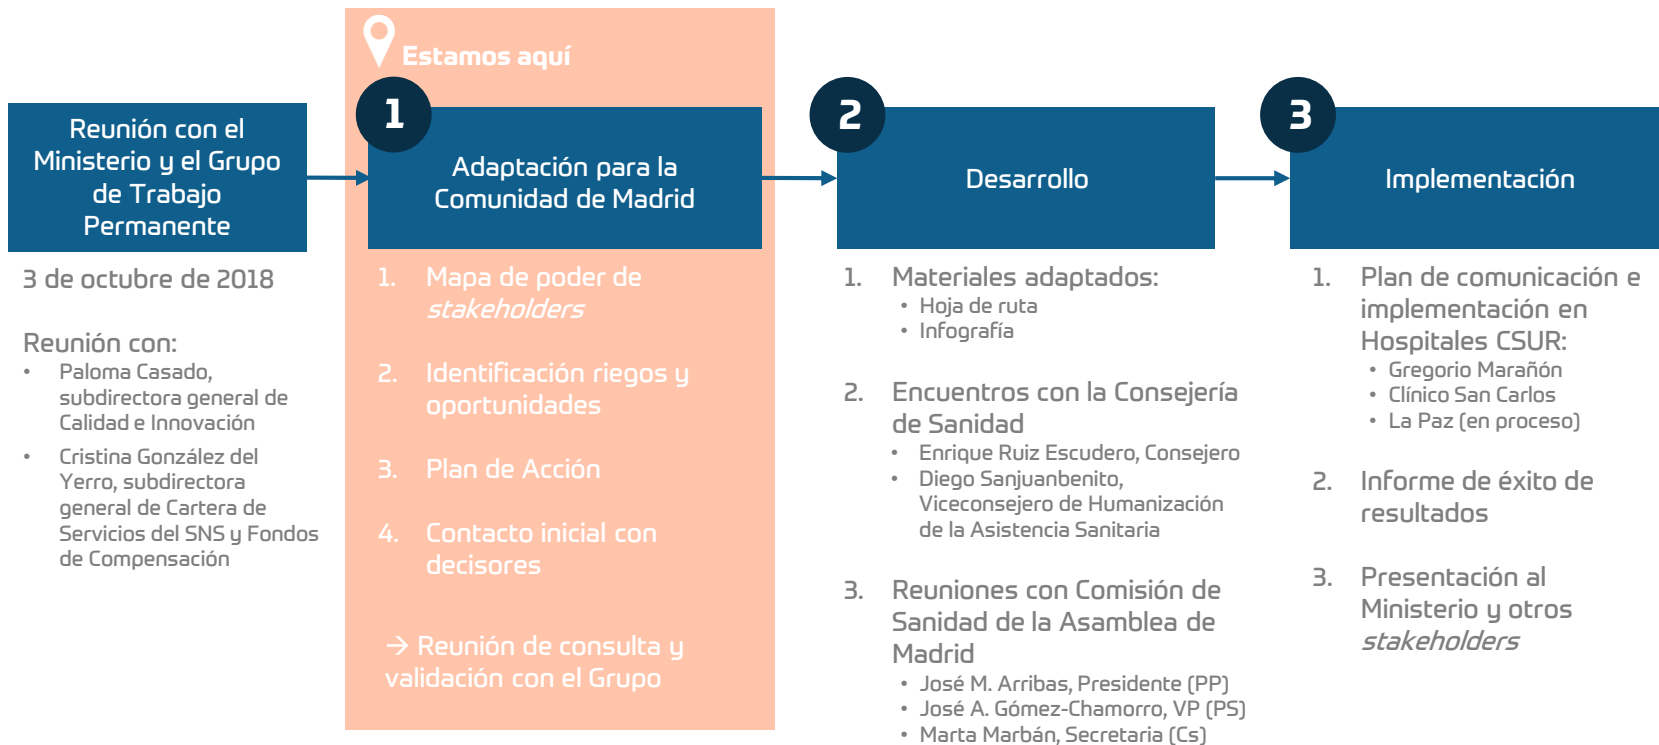 Reunión con el
Ministerio y el Grupo
de Trabajo
Permanente
3 de octubre de 2018
Reunión con:
• Paloma Casado,
subdirectora general de
Calidad e Innovación
• Cristina González del
Yerro, subdirectora
general de Cartera de
Servicios del SNS y Fondos
de Compensación
Estamos aquí
1
Adaptación para la
Comunidad de Madrid
1. Mapa de poder de
stakeholders
2. Identificación riegos y
oportunidades
3. Plan de Acción
4. Contacto inicial con
decisores
→ Reunión de consulta y
validación con el Grupo
2
Desarrollo
1. Materiales adaptados:
• Hoja de ruta
• Infografía
2. Encuentros con la Consejería
de Sanidad
• Enrique Ruiz Escudero, Consejero
• Diego Sanjuanbenito,
Viceconsejero de Humanización
de la Asistencia Sanitaria
3. Reuniones con Comisión de
Sanidad de la Asamblea de
Madrid
• José M. Arribas, Presidente (PP)
• José A. Gómez-Chamorro, VP (PS)
• Marta Marbán, Secretaria (Cs)
3
Implementación
1. Plan de comunicación e
implementación en
Hospitales CSUR:
• Gregorio Marañón
• Clínico San Carlos
• La Paz (en proceso)
2. Informe de éxito de
resultados
3. Presentación al
Ministerio y otros
stakeholders